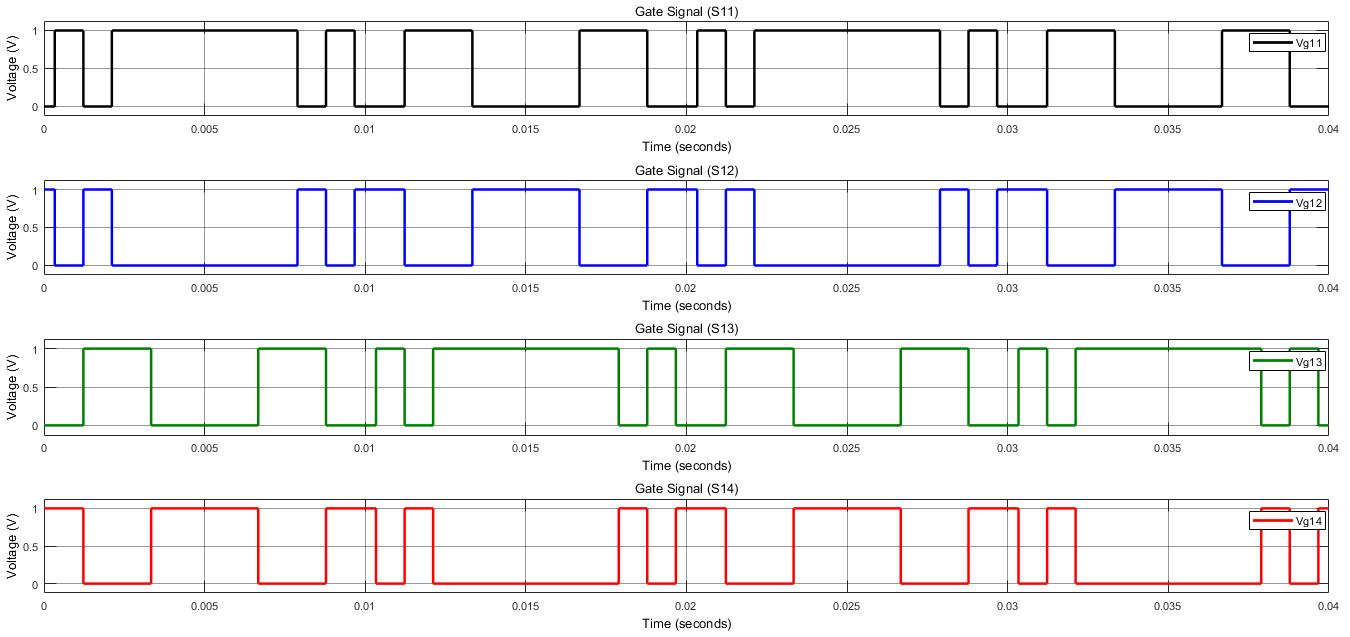 Gate Signal (S11)
Voltage (V)
1
0.5
0
Vg11
0 0.005 0.01 0.015 0.02 0.025 0.03 0.035 0.04
Time (seconds)
Gate Signal (S12)
Voltage (V)
1
0.5
0
Vg12
0 0.005 0.01 0.015 0.02 0.025 0.03 0.035 0.04
Time (seconds)
Gate Signal (S13)
Voltage (V)
1
0.5
0
Vg13
0 0.005 0.01 0.015 0.02 0.025 0.03 0.035 0.04
Time (seconds)
Gate Signal (S14)
Voltage (V)
1
0.5
0
Vg14
0 0.005 0.01 0.015 0.02 0.025 0.03 0.035 0.04
Time (seconds)